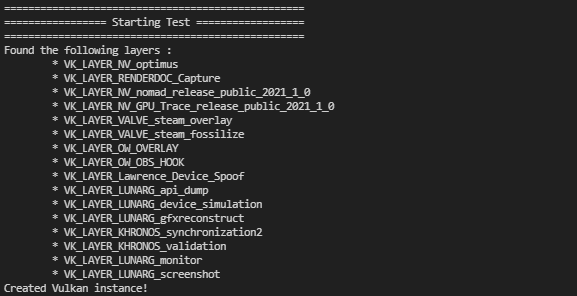 ==================================================
================= Starting Test ==================
==================================================
Found the following layers :
* VK_LAYER_NV_optimus
* VK_LAYER_RENDERDOC_Capture
* VK_LAYER_NV_nomad_release_public_2021_1_0
* VK_LAYER_NV_GPU_Trace_release_public_2021_1_0
* VK_LAYER_VALVE_steam_overlay
* VK_LAYER_VALVE_steam_fossilize
* VK_LAYER_OW_OVERLAY
* VK_LAYER_OW_OBS_HOOK
* VK_LAYER_Lawrence_Device_Spoof
* VK_LAYER_LUNARG_api_dump
* VK_LAYER_LUNARG_device_simulation
* VK_LAYER_LUNARG_gfxreconstruct
* VK_LAYER_KHRONOS_synchronization2
* VK_LAYER_KHRONOS_validation
* VK_LAYER_LUNARG_monitor
* VK_LAYER_LUNARG_screenshot
Created Vulkan instance!